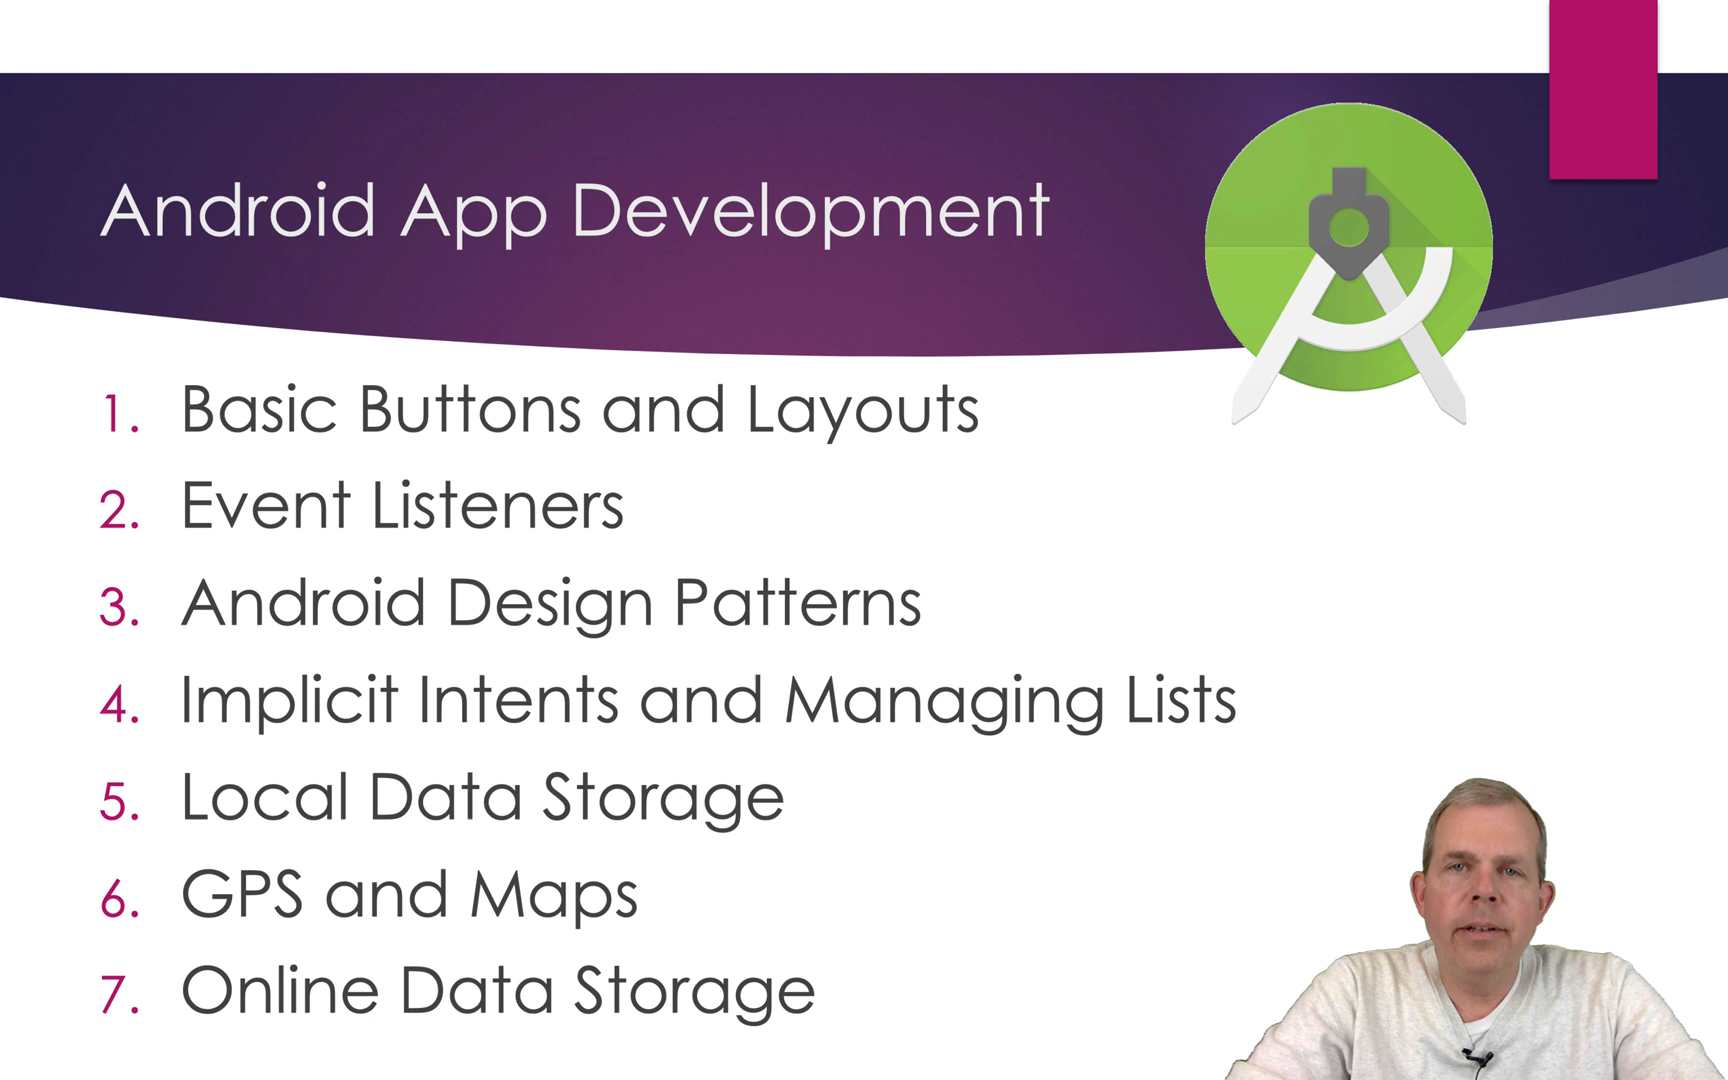 Android App Development
1. Basic Buttons and Layouts
2. Event Listeners
3. Android Design Patterns
4. Implicit Intents and Managing Lists
5. Local Data Storage
6. GPS and Maps
7. Online Data Storage